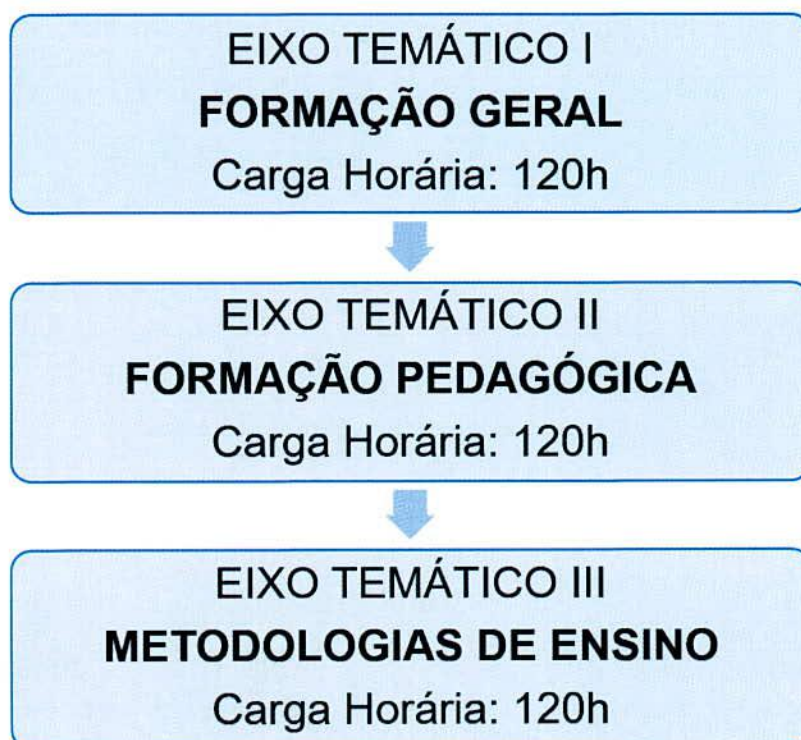 EIXO TEMÁTICO I
FORMAÇÃO GERAL
Carga Horária: 120h
EIXO TEMÁTICO II
FORMAÇÃO PEDAGÓGICA
Carga Horária: 120h
EIXO TEMÁTICO III
METODOLOGIAS DE ENSINO
Carga Horária: 120h